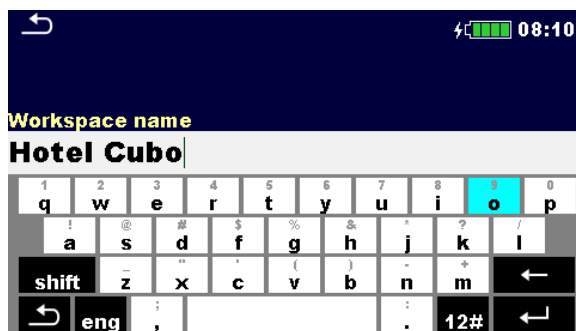 08:10
Workspace name
Hotel Cubo
1 2 3 4 5 6 7 8 9 0
q w e r t y u i o p
! @ # $ % & * ? /
a s d f g h j k l
_ " ' ( ) - +
shift z x c v b n m
; :
eng , . 12#